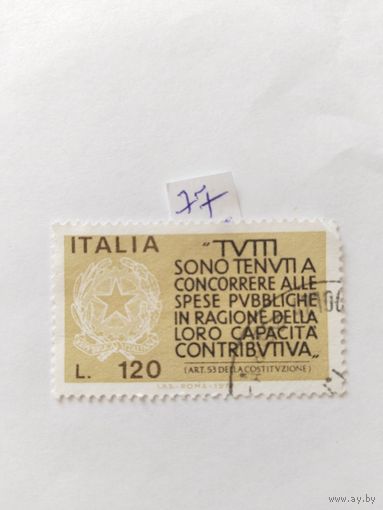 77
ITALIA
"TVTTI
SONO TENVTI A
CONCORRERE ALLE
SPESE PVBBLICHE
IN RAGIONE DELLA
LORO CAPACITÀ
CONTRIBVTIVA"
(ART. 53 DELLA COSTITVZIONE)
L. 120
www.ay.by